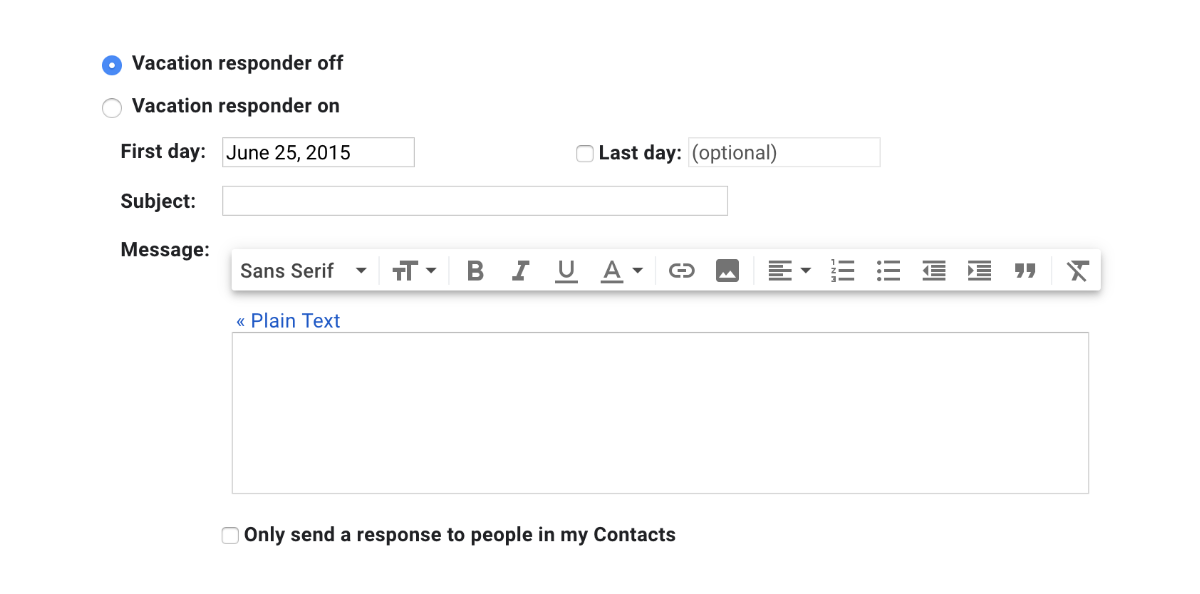 Vacation responder off
Vacation responder on
First day: June 25, 2015 Last day: (optional)
Subject:
Message:
Sans Serif
« Plain Text
Only send a response to people in my Contacts